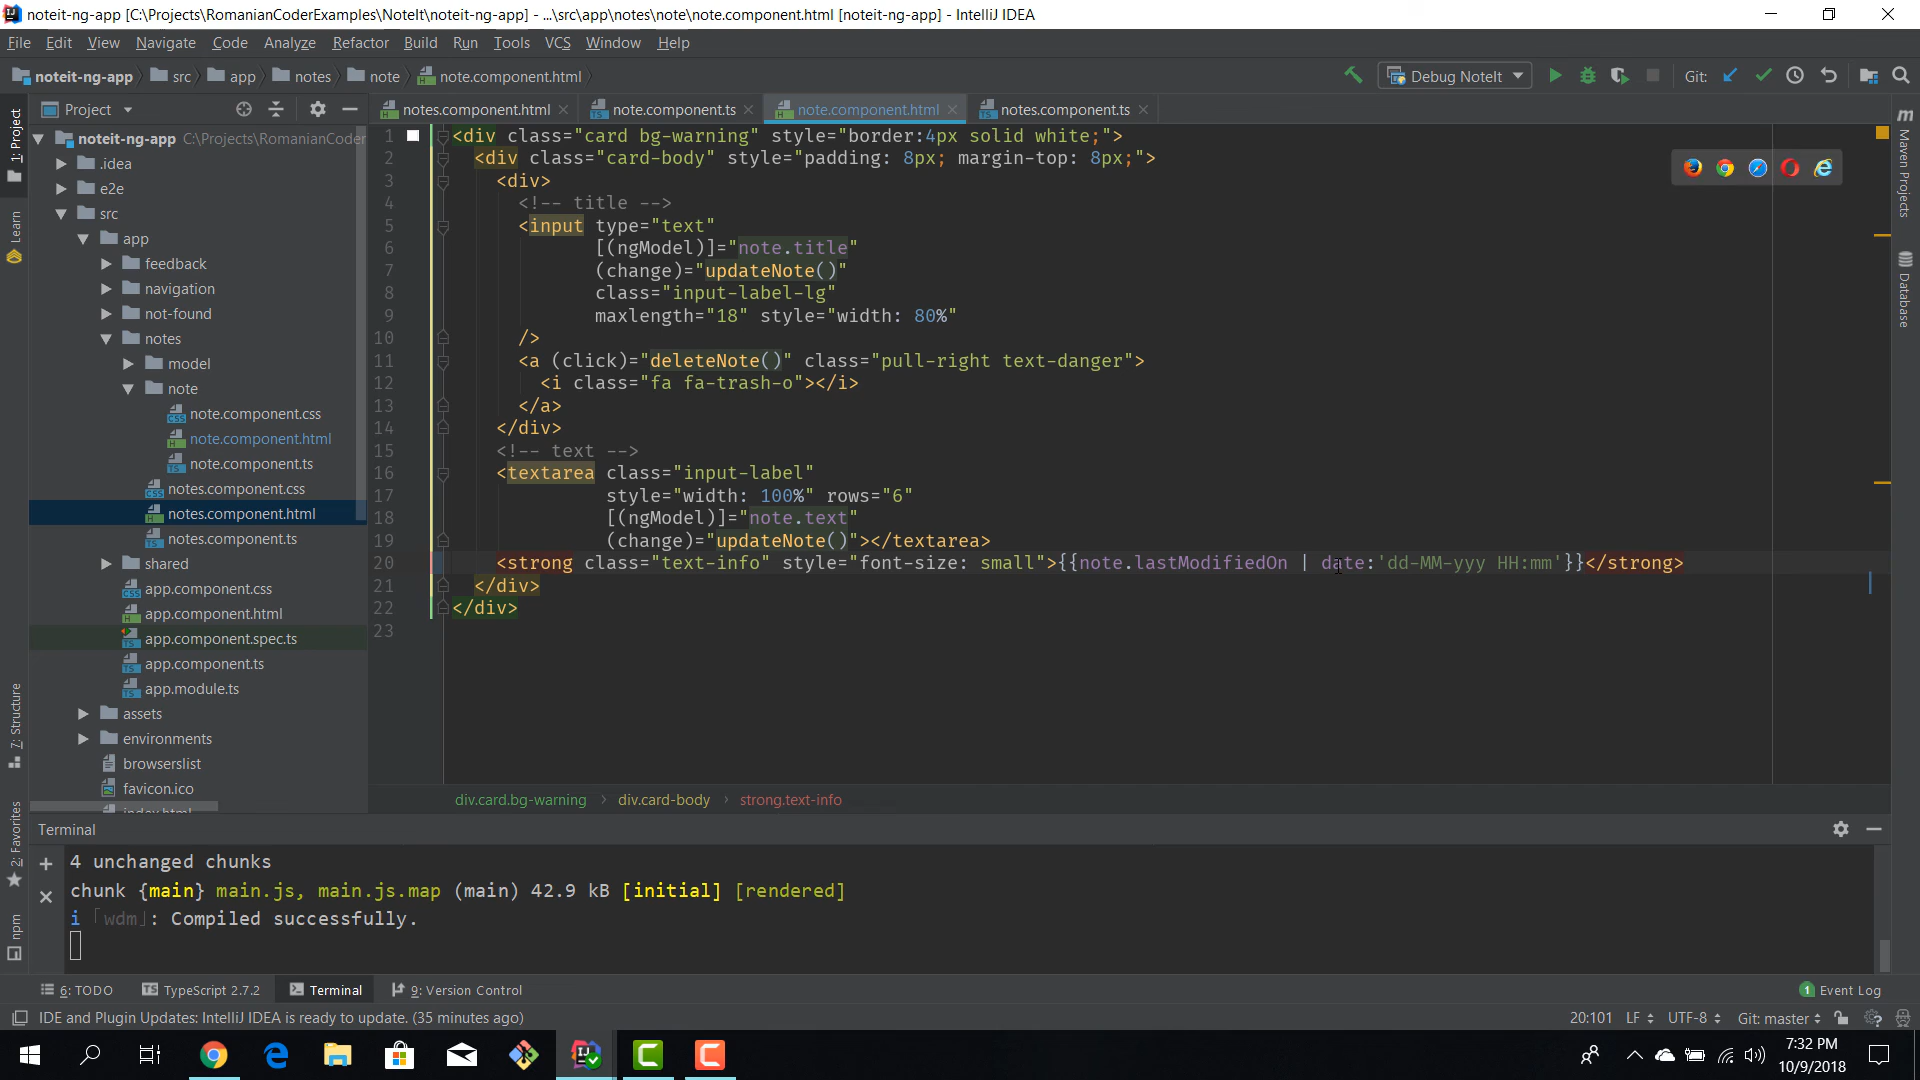 noteit-ng-app [C:\Projects\RomanianCoderExamples\NoteIt\noteit-ng-app] - ...\src\app\notes\note\note.component.html [noteit-ng-app] - IntelliJ IDEA
File Edit View Navigate Code Analyze Refactor Build Run Tools VCS Window Help
noteit-ng-app src app notes note note.component.html Debug NoteIt Git:
Project notes.component.html note.component.ts note.component.html notes.component.ts
1: Project
Learn
7: Structure
2: Favorites
npm
noteit-ng-app C:\Projects\RomanianCoder
.idea
e2e
src
app
feedback
navigation
not-found
notes
model
note
note.component.css
note.component.html
note.component.ts
notes.component.css
notes.component.html
notes.component.ts
shared
app.component.css
app.component.html
app.component.spec.ts
app.component.ts
app.module.ts
assets
environments
browserslist
favicon.ico
index.html
1 <div class="card bg-warning" style="border:4px solid white;">
2 <div class="card-body" style="padding: 8px; margin-top: 8px;">
3 <div>
4 <!-- title -->
5 <input type="text"
6 [(ngModel)]="note.title"
7 (change)="updateNote()"
8 class="input-label-lg"
9 maxlength="18" style="width: 80%"
10 />
11 <a (click)="deleteNote()" class="pull-right text-danger">
12 <i class="fa fa-trash-o"></i>
13 </a>
14 </div>
15 <!-- text -->
16 <textarea class="input-label"
17 style="width: 100%" rows="6"
18 [(ngModel)]="note.text"
19 (change)="updateNote()"></textarea>
20 <strong class="text-info" style="font-size: small">{{note.lastModifiedOn | date:'dd-MM-yyy HH:mm'}}</strong>
21 </div>
22 </div>
23
m Maven Projects
Database
div.card.bg-warning div.card-body strong.text-info
Terminal
4 unchanged chunks
chunk {main} main.js, main.js.map (main) 42.9 kB [initial] [rendered]
i 「wdm」: Compiled successfully.
6: TODO TypeScript 2.7.2 Terminal 9: Version Control 1 Event Log
IDE and Plugin Updates: IntelliJ IDEA is ready to update. (35 minutes ago) 20:101 LF UTF-8 Git: master
7:32 PM
10/9/2018